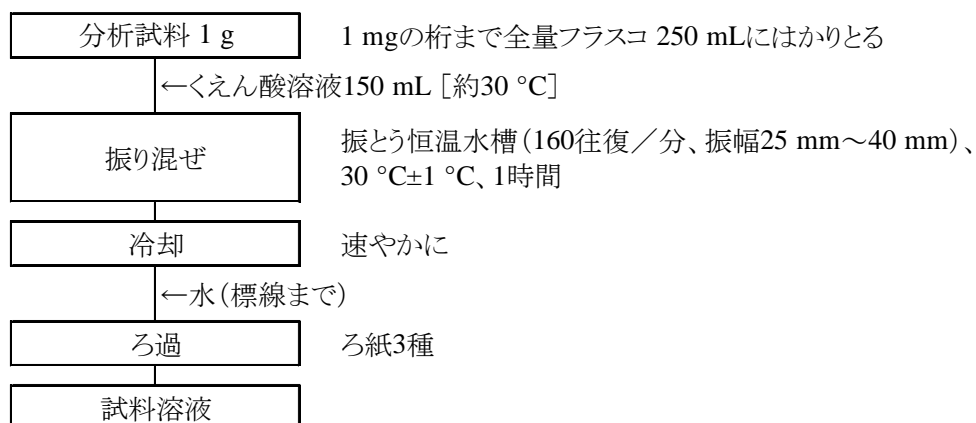 分析試料 1 g
1 mgの桁まで全量フラスコ 250 mLにはかりとる
←くえん酸溶液150 mL [約30 °C]
振り混ぜ
振とう恒温水槽(160往復/分、振幅25 mm~40 mm)、
30 °C±1 °C、1時間
冷却
速やかに
←水(標線まで)
ろ過
ろ紙3種
試料溶液